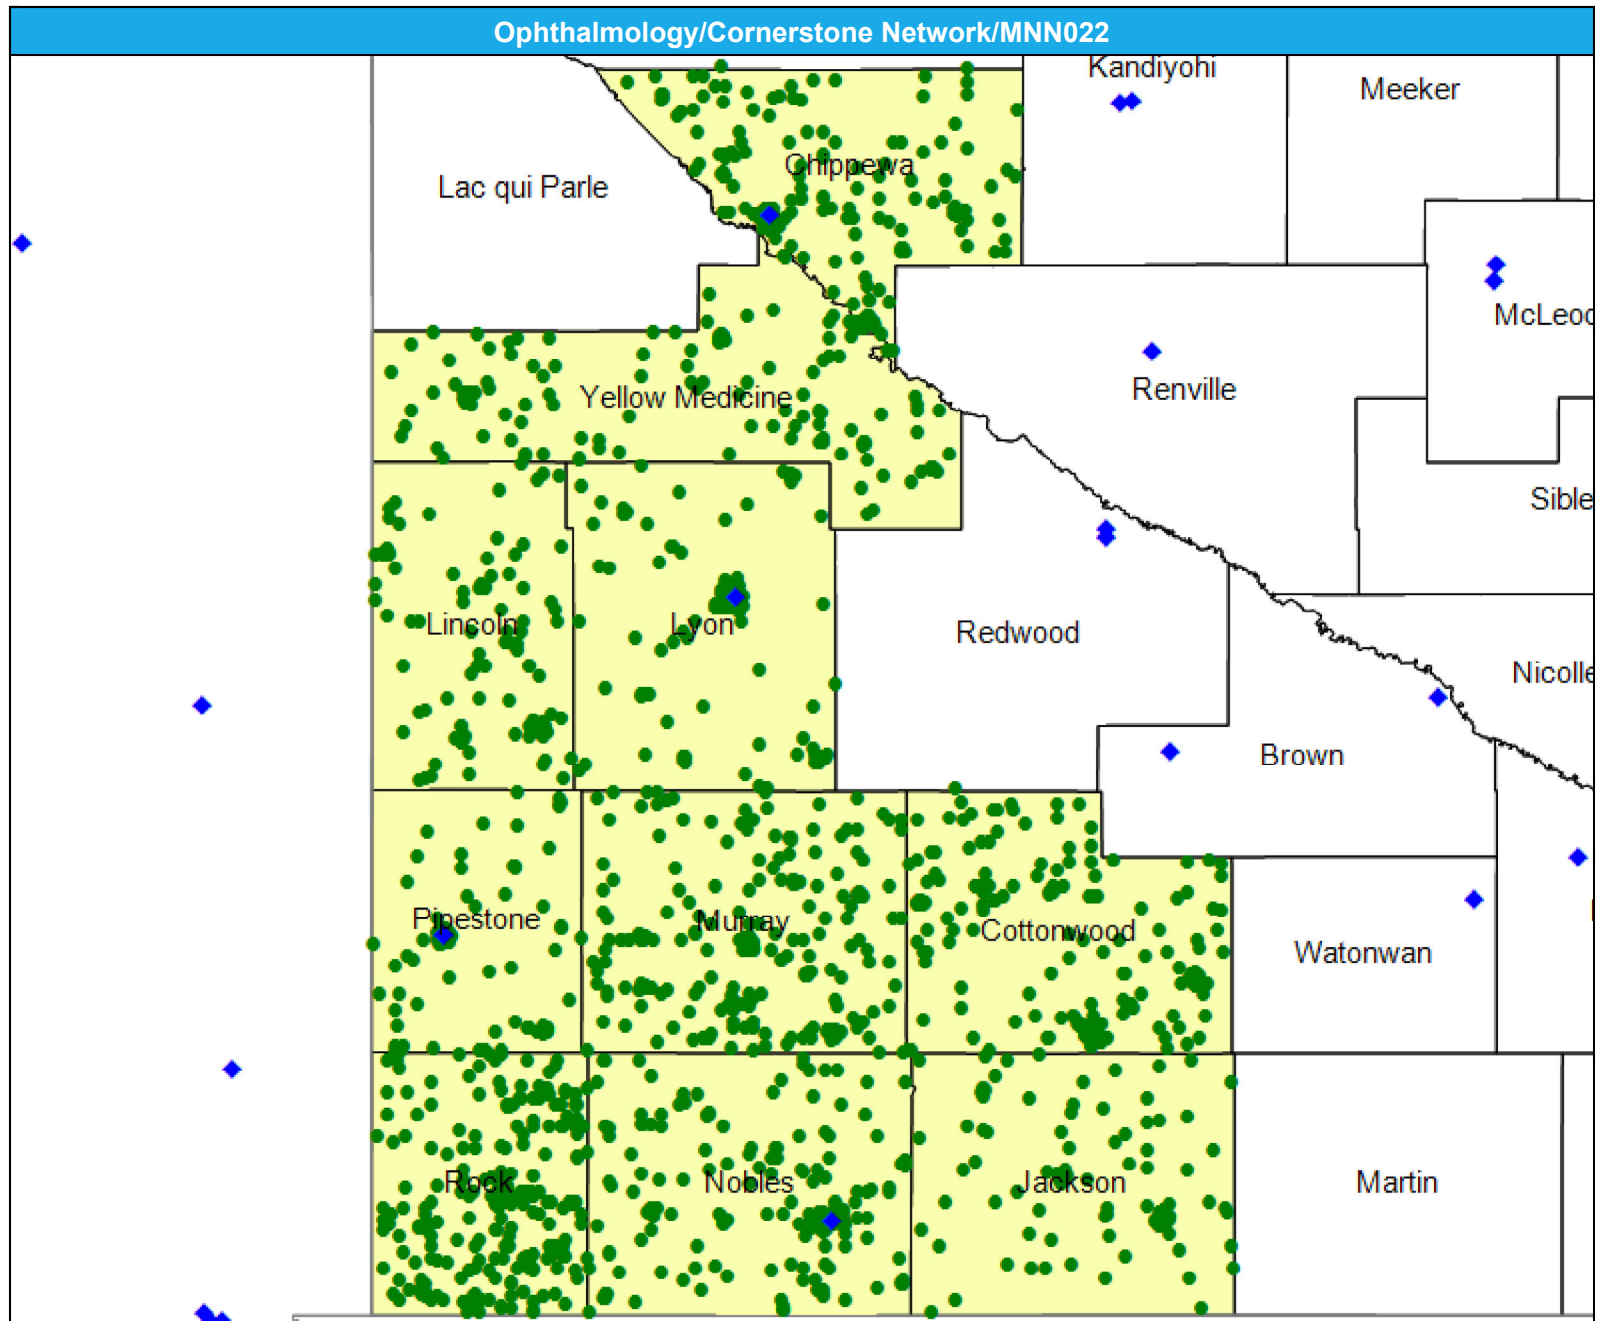 Ophthalmology/Cornerstone Network/MNN022
Kandiyohi
Meeker
Chippewa
Lac qui Parle
McLeod
Renville
Yellow Medicine
Sible
Lincoln
Lyon
Redwood
Nicolle
Brown
Pipestone
Murray
Cottonwood
Watonwan
Rock
Nobles
Jackson
Martin